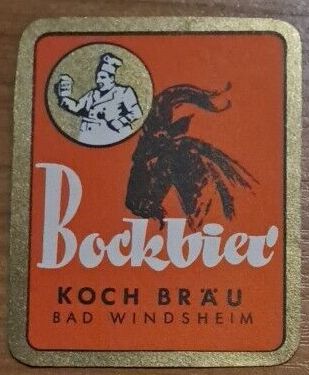 Bockbier
KOCH BRÄU
BAD WINDSHEIM